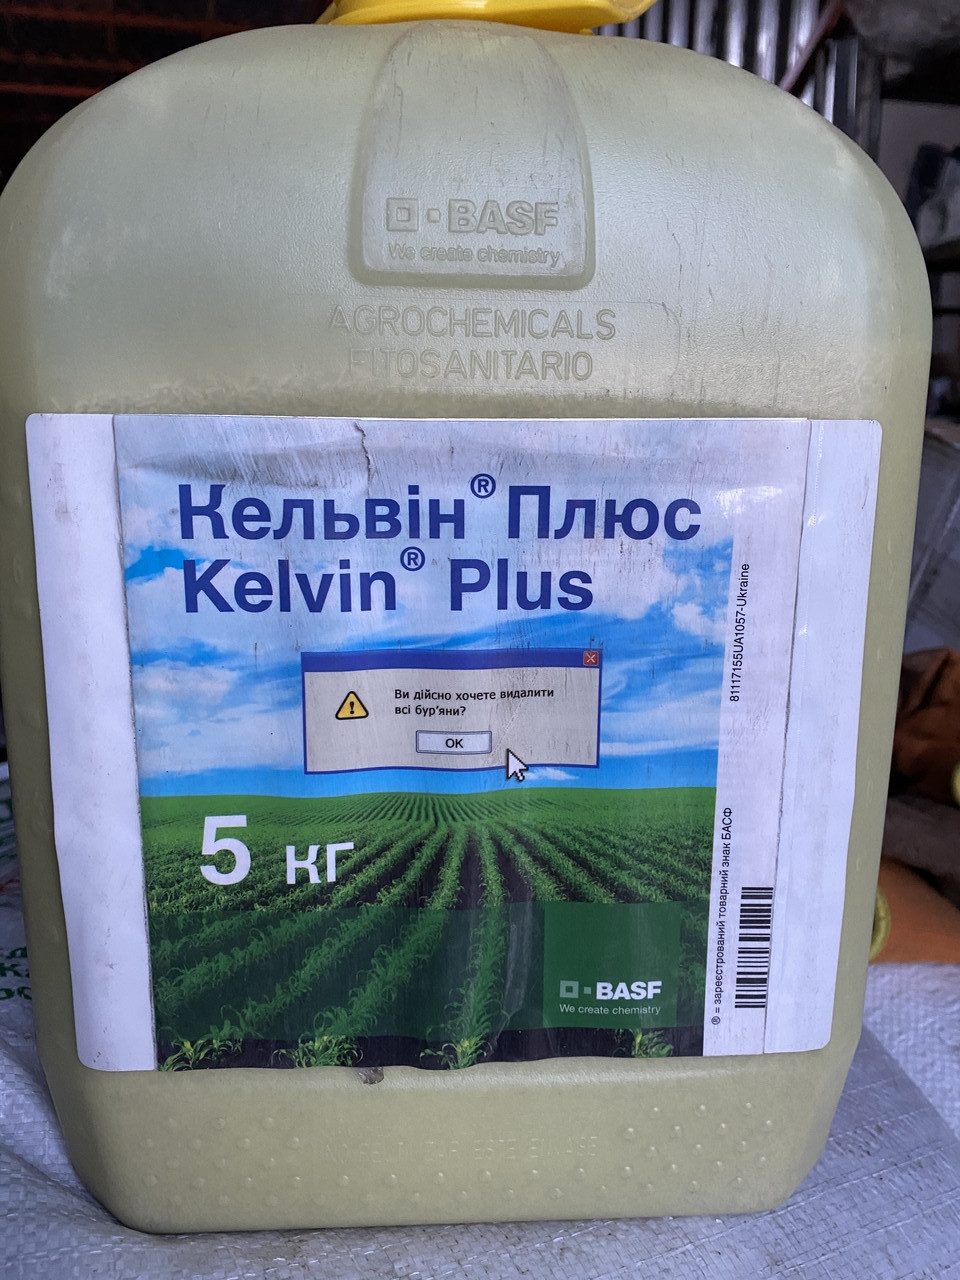 BASF
We create chemistry
AGROCHEMICALS
FITOSANITARIO
Кельвін® Плюс
Kelvin® Plus
Ви дійсно хочете видалити
всі бур'яни?
OK
5 кг
BASF
We create chemistry
81117155UA1057-Ukraine
® = зареєстрований товарний знак БАСФ